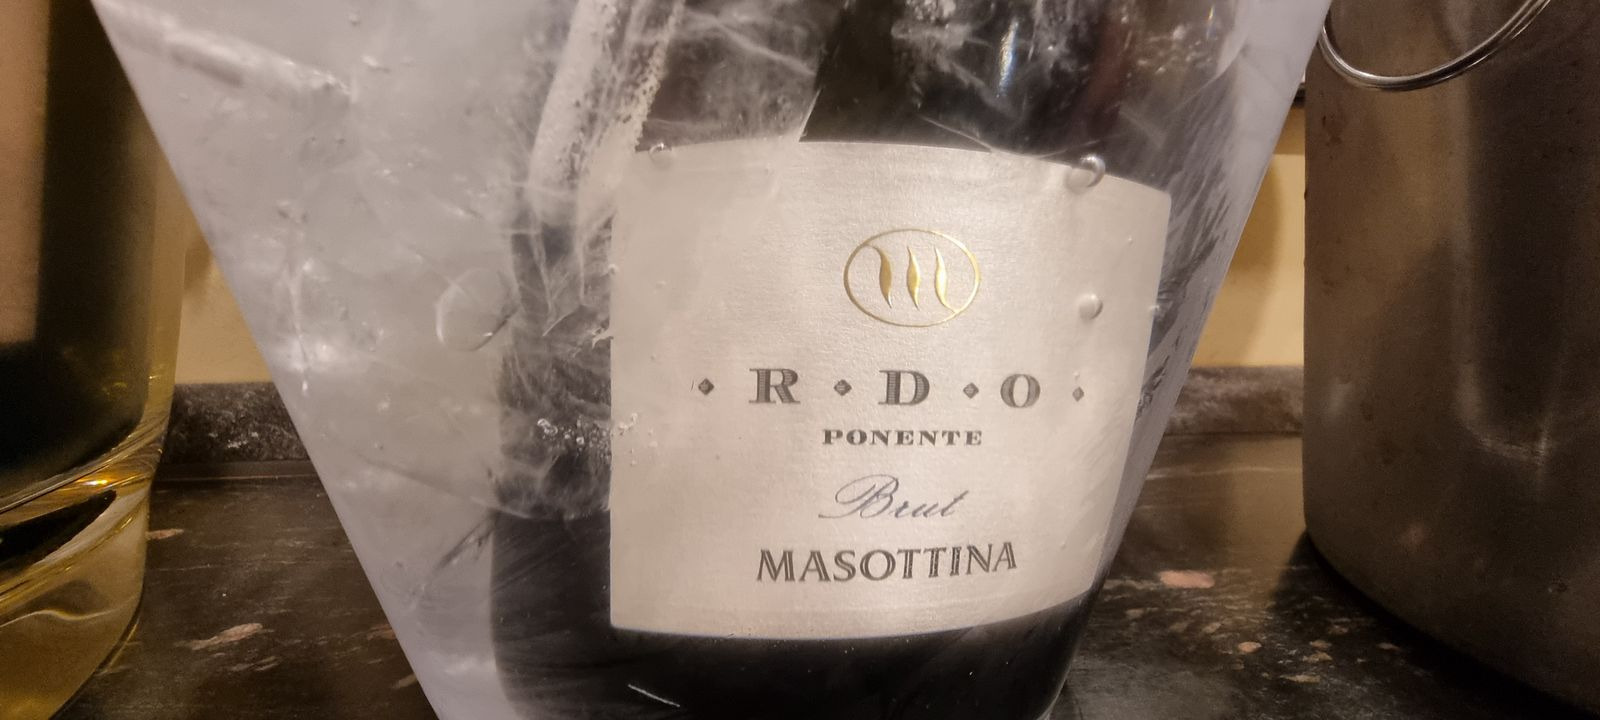 · R · D · O ·
PONENTE
Brut
MASOTTINA